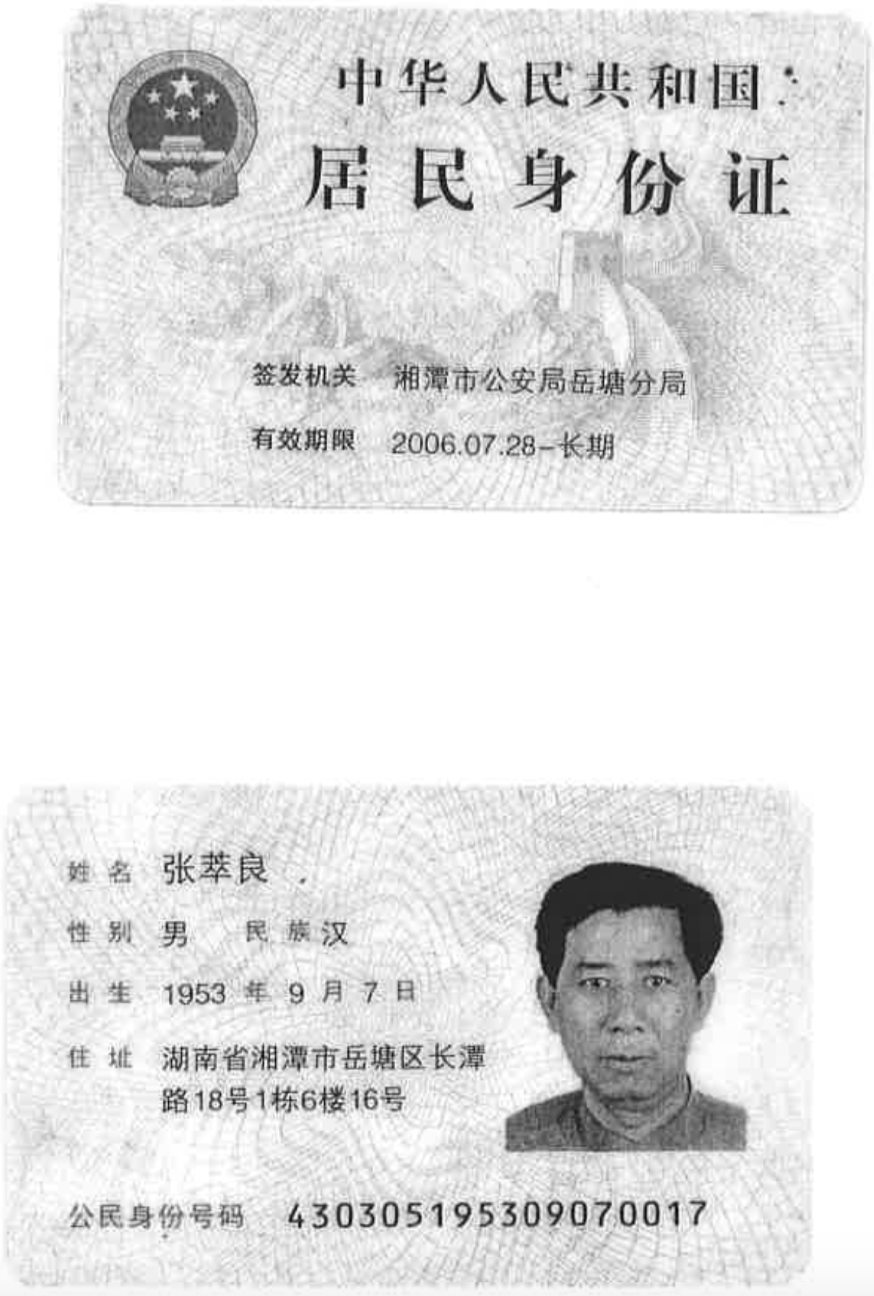 中华人民共和国
居民身份证
签发机关 湘潭市公安局岳塘分局
有效期限 2006.07.28-长期
姓名 张萃良
性别 男 民族 汉
出生 1953 年 9 月 7 日
住址 湖南省湘潭市岳塘区长潭
路18号1栋6楼16号
公民身份号码 430305195309070017